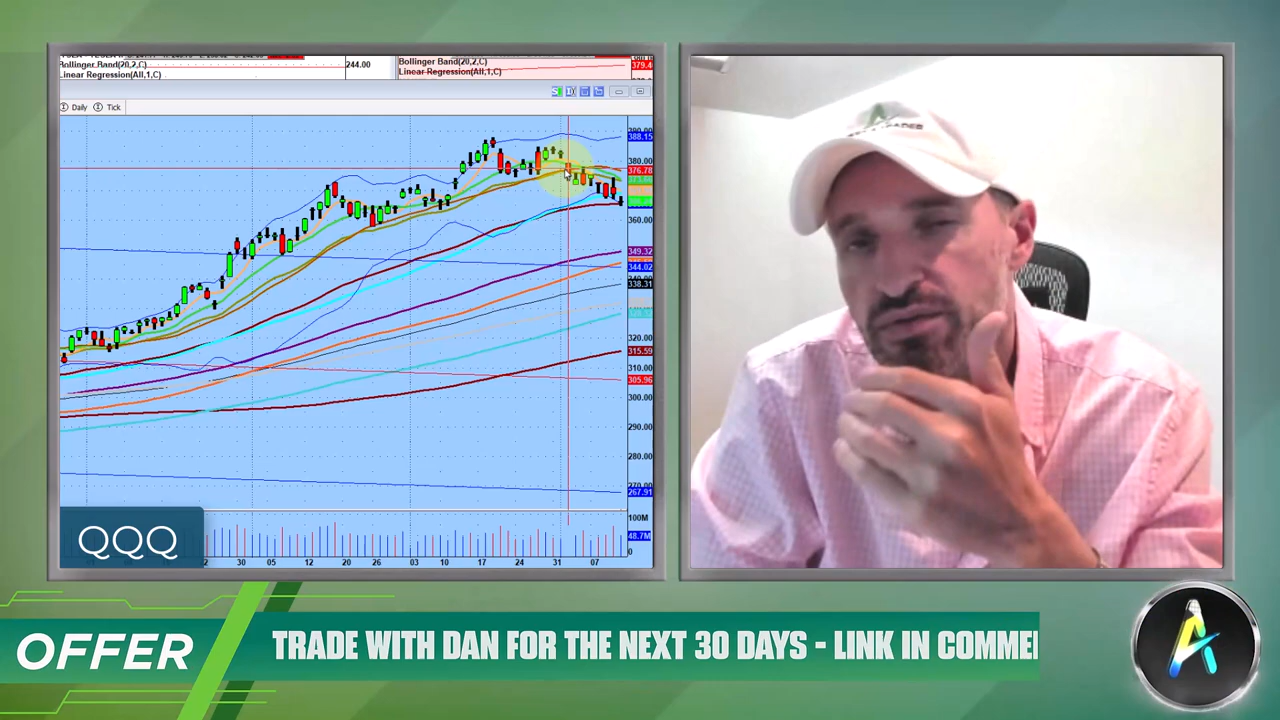 Bollinger Band(20,2,C)
Linear Regression(All,1,C)
244.00
Bollinger Band(20,2,C)
Linear Regression(All,1,C)
379.4
Daily Tick
388.15
380.00
376.78
360.00
349.32
344.02
338.31
320.00
315.59
310.00
305.96
300.00
290.00
280.00
270.00
267.91
100M
48.7M
0
30 05 12 20 26 03 10 17 24 31 07
QQQ
OFFER
TRADE WITH DAN FOR THE NEXT 30 DAYS - LINK IN COMME